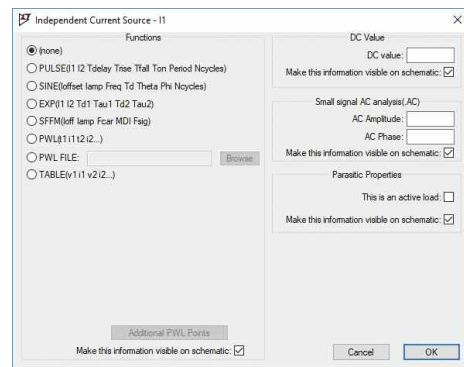 Independent Current Source - I1
Functions
(none)
PULSE(I1 I2 Tdelay Trise Tfall Ton Period Ncycles)
SINE(Ioffset Iamp Freq Td Theta Phi Ncycles)
EXP(I1 I2 Td1 Tau1 Td2 Tau2)
SFFM(Ioff Iamp Fcar MDI Fsig)
PWL(t1 i1 t2 i2...)
PWL FILE:
Browse
TABLE(v1 i1 v2 i2...)
Additional PWL Points
Make this information visible on schematic:
DC Value
DC value:
Make this information visible on schematic:
Small signal AC analysis(.AC)
AC Amplitude:
AC Phase:
Make this information visible on schematic:
Parasitic Properties
This is an active load:
Make this information visible on schematic:
Cancel
OK